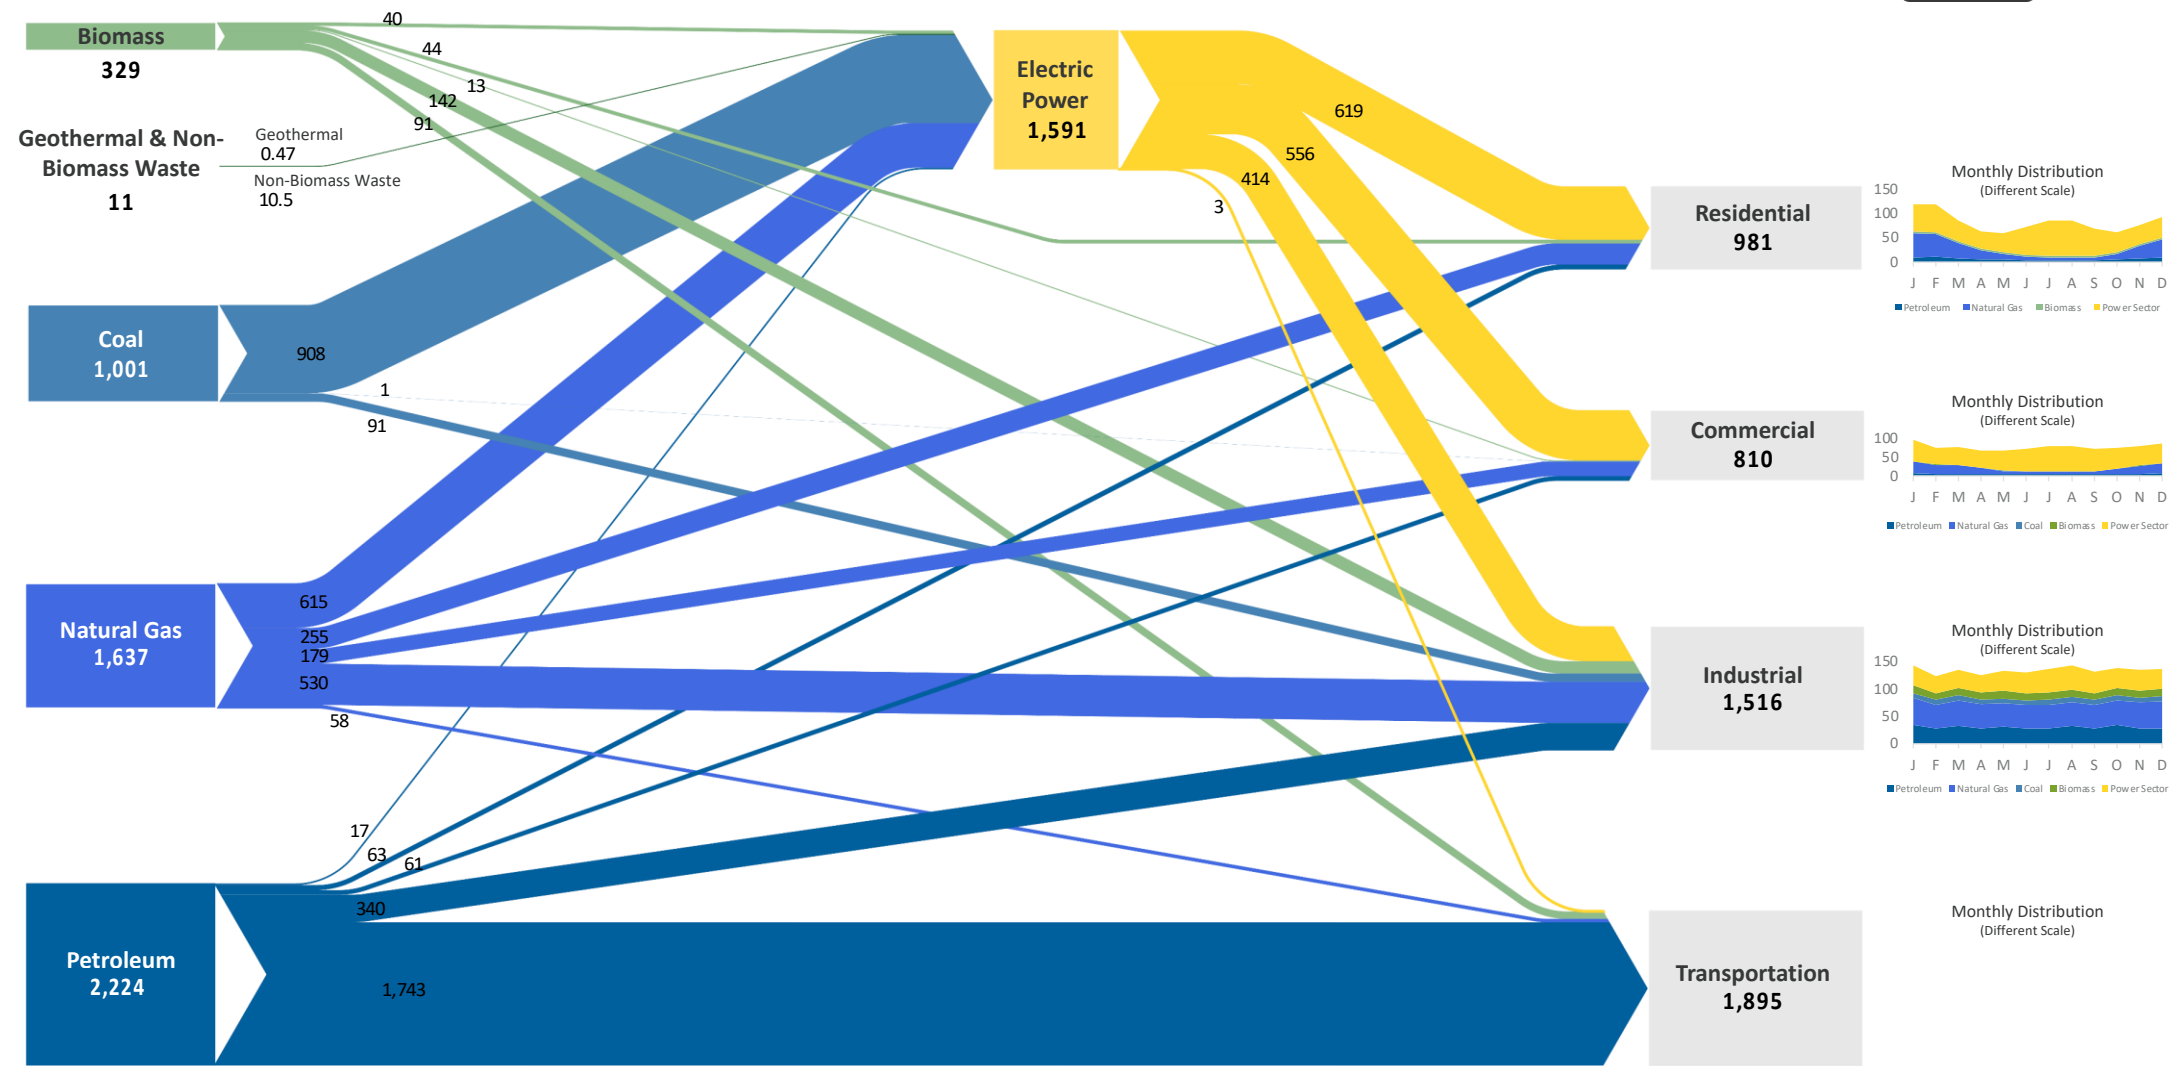 Biomass
329
40
44
13
142
91
Geothermal & Non-
Biomass Waste
11
Geothermal
0.47
Non-Biomass Waste
10.5
Coal
1,001
908
1
91
Natural Gas
1,637
615
255
179
530
58
Petroleum
2,224
17
63
61
340
1,743
Electric
Power
1,591
619
556
414
3
Residential
981
Monthly Distribution
(Different Scale)
150
100
50
0
J F M A M J J A S O N D
Petroleum Natural Gas Biomass Power Sector
Commercial
810
Monthly Distribution
(Different Scale)
100
50
0
J F M A M J J A S O N D
Petroleum Natural Gas Coal Biomass Power Sector
Industrial
1,516
Monthly Distribution
(Different Scale)
150
100
50
0
J F M A M J J A S O N D
Petroleum Natural Gas Coal Biomass Power Sector
Transportation
1,895
Monthly Distribution
(Different Scale)